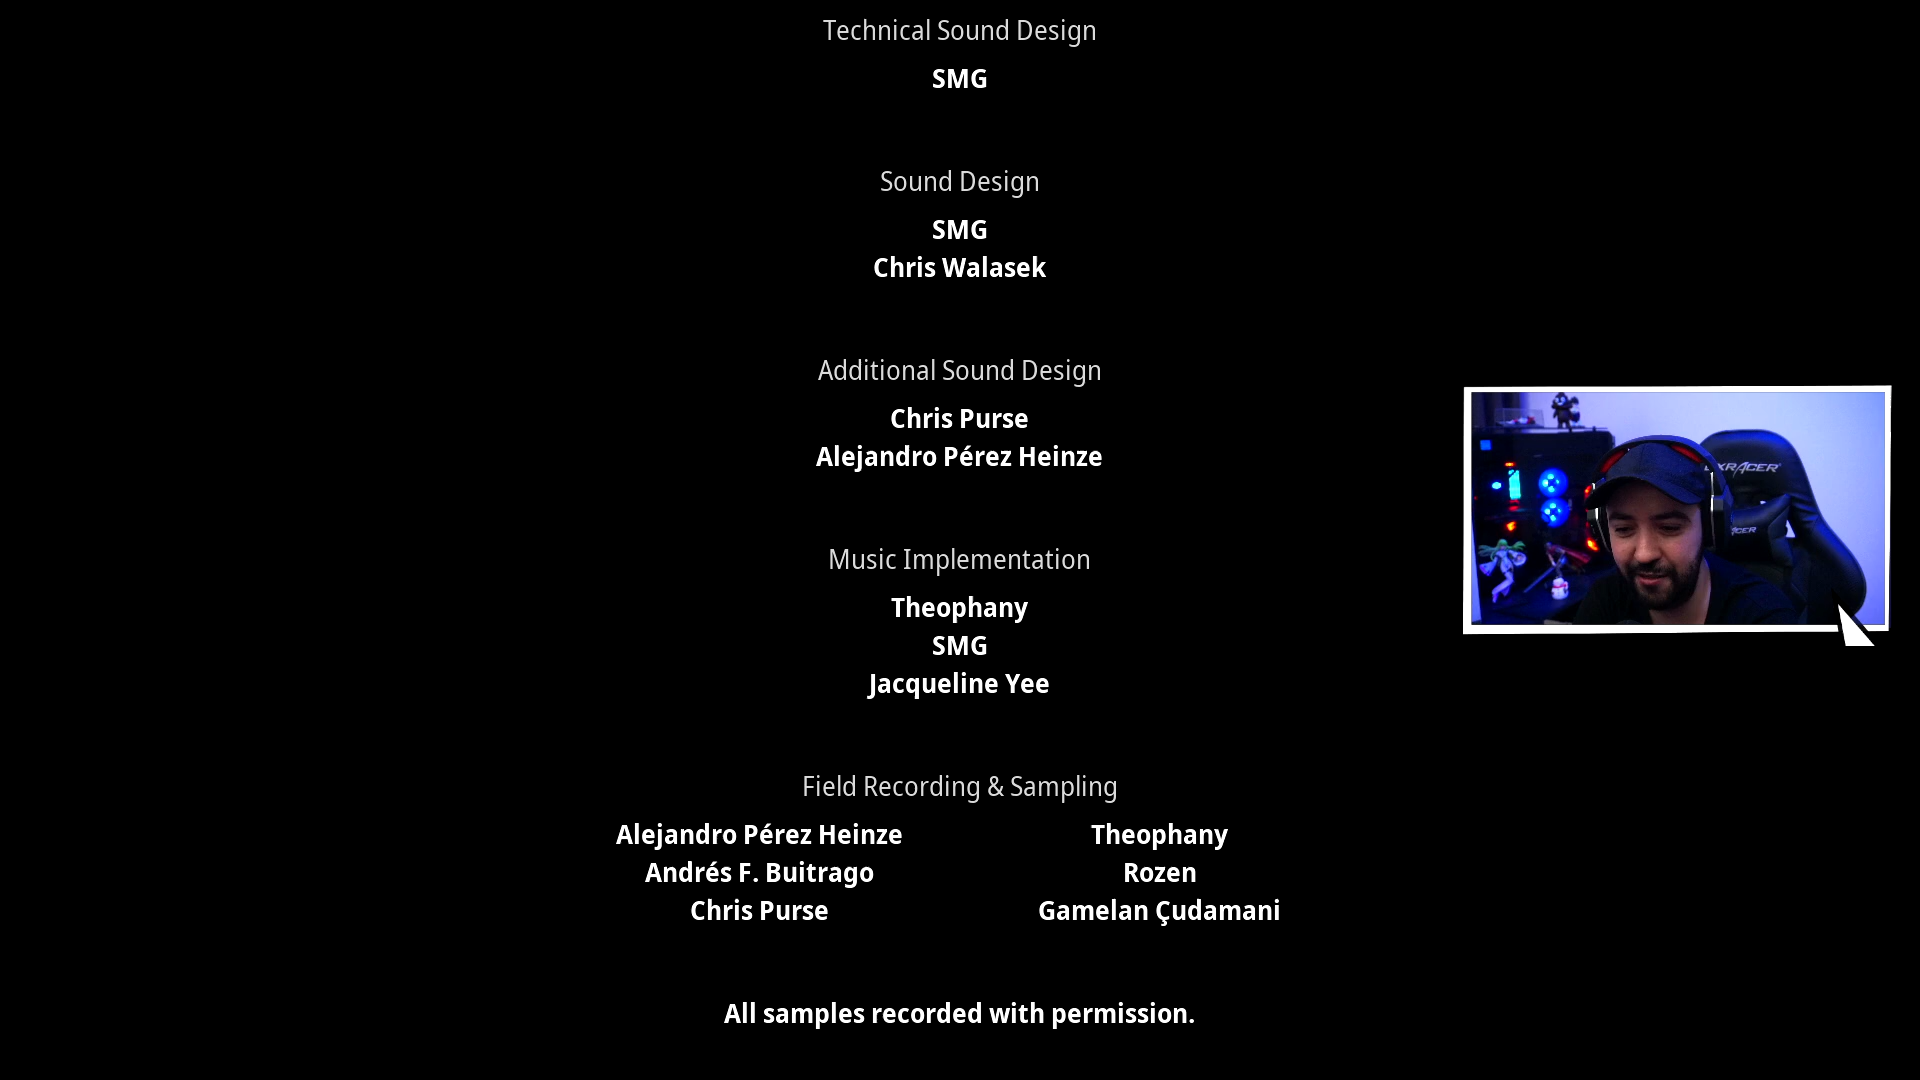 Technical Sound Design
SMG
Sound Design
SMG
Chris Walasek
Additional Sound Design
Chris Purse
Alejandro Pérez Heinze
Music Implementation
Theophany
SMG
Jacqueline Yee
Field Recording & Sampling
Alejandro Pérez Heinze
Andrés F. Buitrago
Chris Purse
Theophany
Rozen
Gamelan Çudamani
All samples recorded with permission.